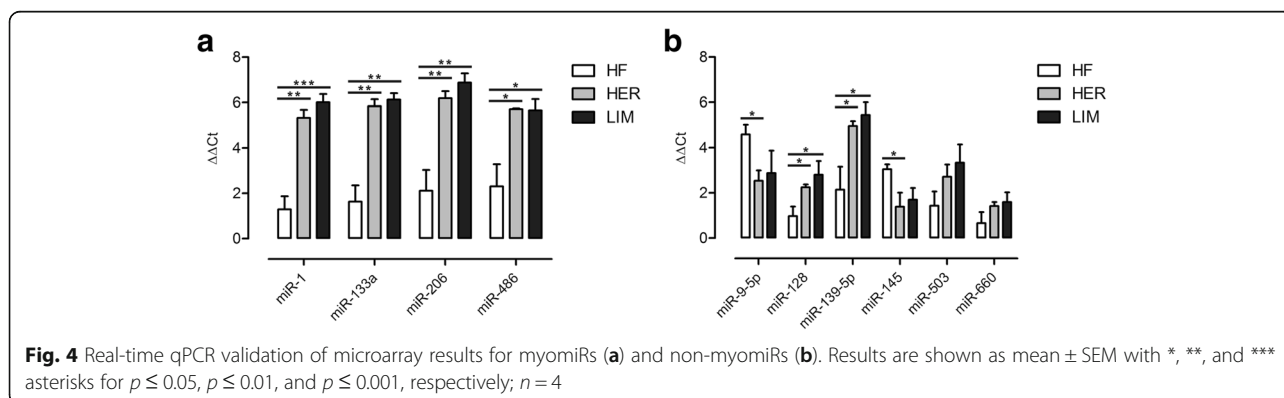 a
8
6
4
2
0
ΔΔCt
***
**
**
**
**
**
*
*
HF
HER
LIM
miR-1
miR-133a
miR-206
miR-486
b
8
6
4
2
0
ΔΔCt
*
*
*
*
*
*
HF
HER
LIM
miR-9-5p
miR-128
miR-139-5p
miR-145
miR-503
miR-660
Fig. 4 Real-time qPCR validation of microarray results for myomiRs (a) and non-myomiRs (b). Results are shown as mean ± SEM with *, **, and ***
asterisks for p ≤ 0.05, p ≤ 0.01, and p ≤ 0.001, respectively; n = 4